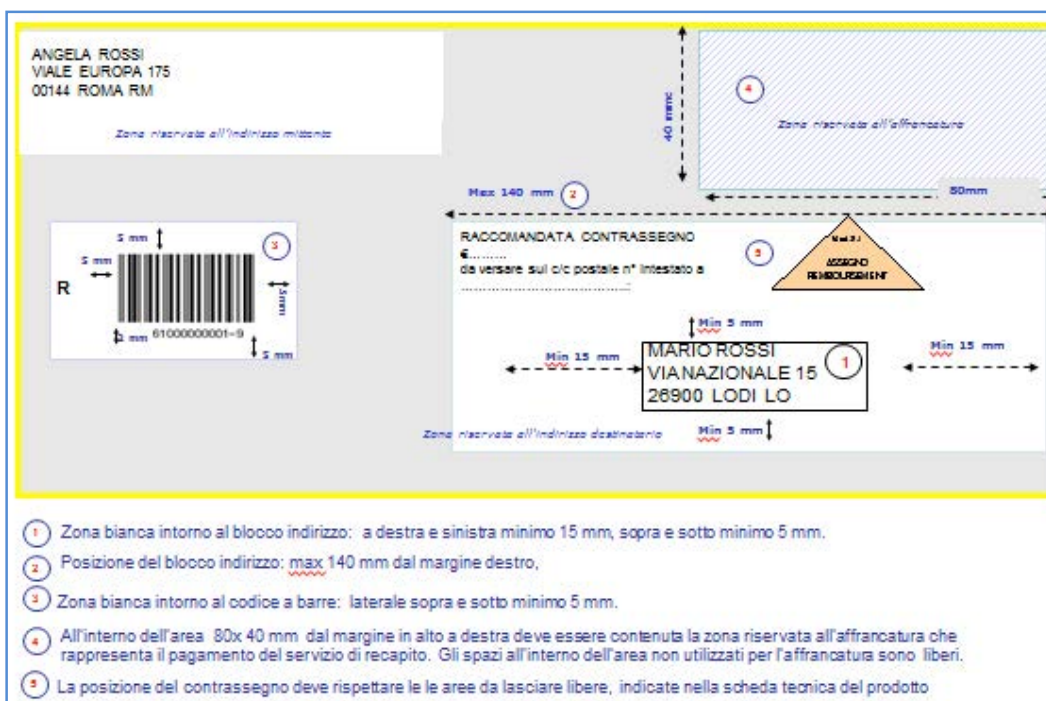 ANGELA ROSSI
VIALE EUROPA 175
00144 ROMA RM
Zona riservata all'indirizzo mittente
4
Zona riservata all'affrancatura
40 mmc
80mm
Max 140 mm 2
5 mm
3
5 mm
R
5mm
61000000001-9
5 mm
RACCOMANDATA CONTRASSEGNO
€.........
da versare sul c/c postale n° intestato a
5
ASSEGNO
REMBOURSEMENT
Min 5 mm
Min 15 mm
Min 15 mm
MARIO ROSSI
VIA NAZIONALE 15
26900 LODI LO
1
Zona riservata all'indirizzo destinatario
Min 5 mm
1 Zona bianca intorno al blocco indirizzo: a destra e sinistra minimo 15 mm, sopra e sotto minimo 5 mm.
2 Posizione del blocco indirizzo: max 140 mm dal margine destro,
3 Zona bianca intorno al codice a barre: laterale sopra e sotto minimo 5 mm.
4 All'interno dell'area 80x 40 mm dal margine in alto a destra deve essere contenuta la zona riservata all'affrancatura che
rappresenta il pagamento del servizio di recapito. Gli spazi all'interno dell'area non utilizzati per l'affrancatura sono liberi.
5 La posizione del contrassegno deve rispettare le le aree da lasciare libere, indicate nella scheda tecnica del prodotto